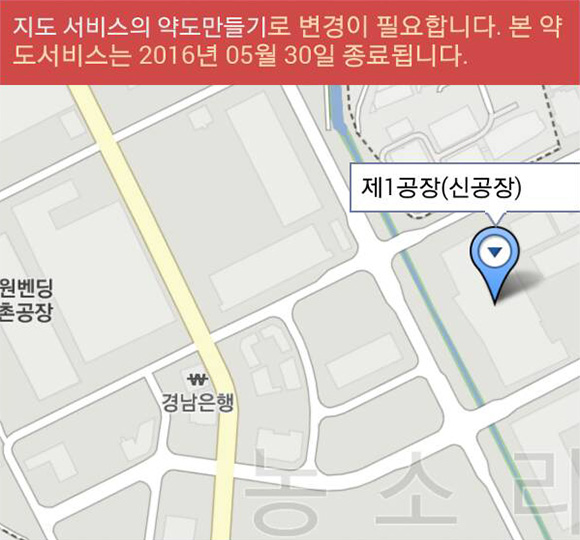 지도 서비스의 약도만들기로 변경이 필요합니다. 본 약
도서비스는 2016년 05월 30일 종료됩니다.
제1공장(신공장)
원벤딩
촌공장
₩
경남은행
농소리